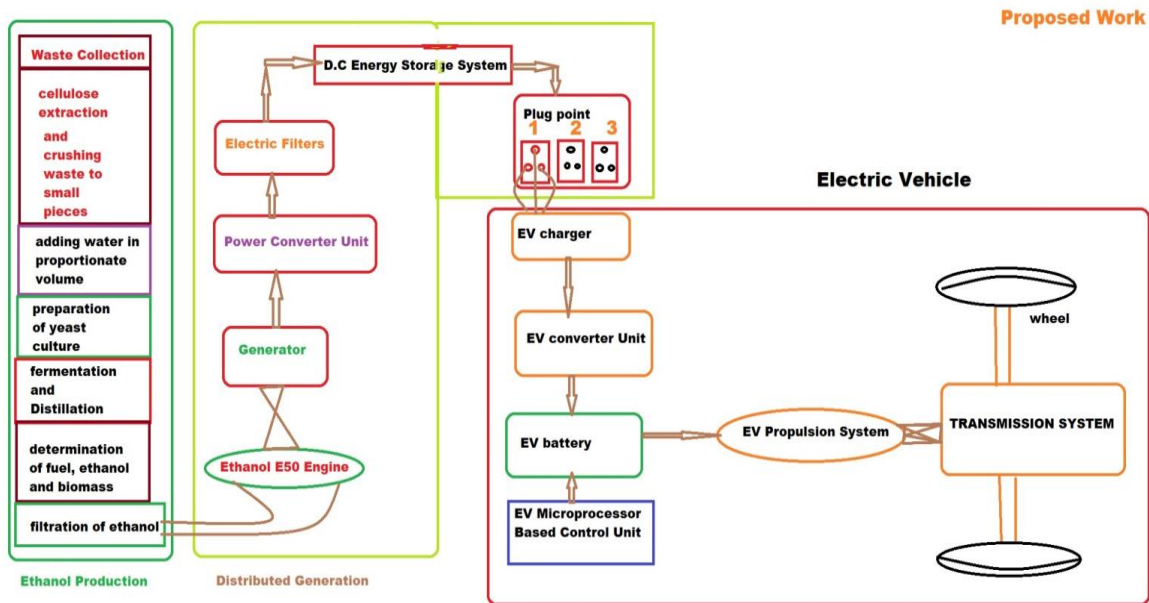 Proposed Work
Waste Collection
cellulose
extraction
and
crushing
waste to
small
pieces
adding water in
proportionate
volume
preparation
of yeast
culture
fermentation
and
Distillation
determination
of fuel, ethanol
and biomass
filtration of ethanol
Ethanol Production
D.C Energy Storage System
Electric Filters
Power Converter Unit
Generator
Ethanol E50 Engine
Distributed Generation
Plug point
1 2 3
Electric Vehicle
EV charger
EV converter Unit
EV battery
EV Microprocessor
Based Control Unit
EV Propulsion System
TRANSMISSION SYSTEM
wheel